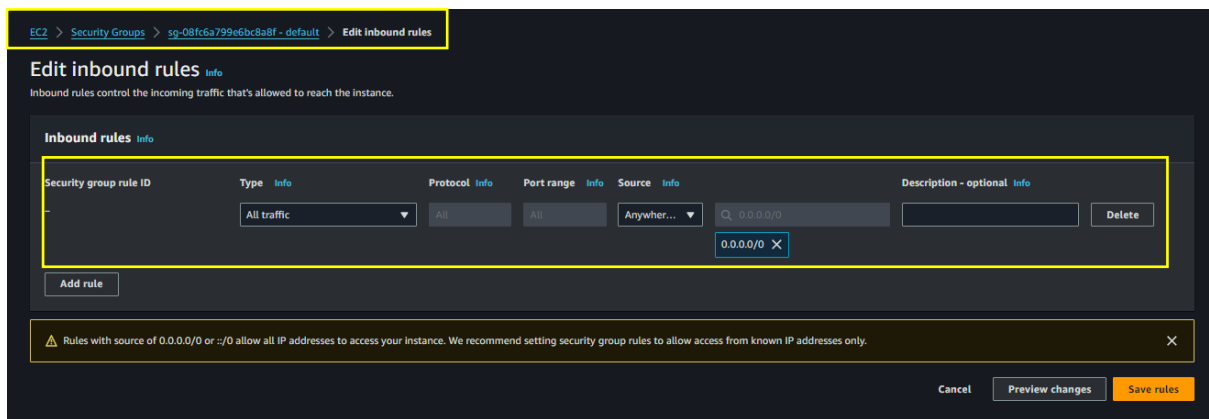 EC2 > Security Groups > sg-08fc6a799e6bc8a8f - default > Edit inbound rules
Edit inbound rules Info
Inbound rules control the incoming traffic that's allowed to reach the instance.
Inbound rules Info
Security group rule ID Type Info Protocol Info Port range Info Source Info Description - optional Info
– All traffic All All Anywher... 0.0.0.0/0 Delete
0.0.0.0/0
Add rule
Rules with source of 0.0.0.0/0 or ::/0 allow all IP addresses to access your instance. We recommend setting security group rules to allow access from known IP addresses only.
Cancel Preview changes Save rules